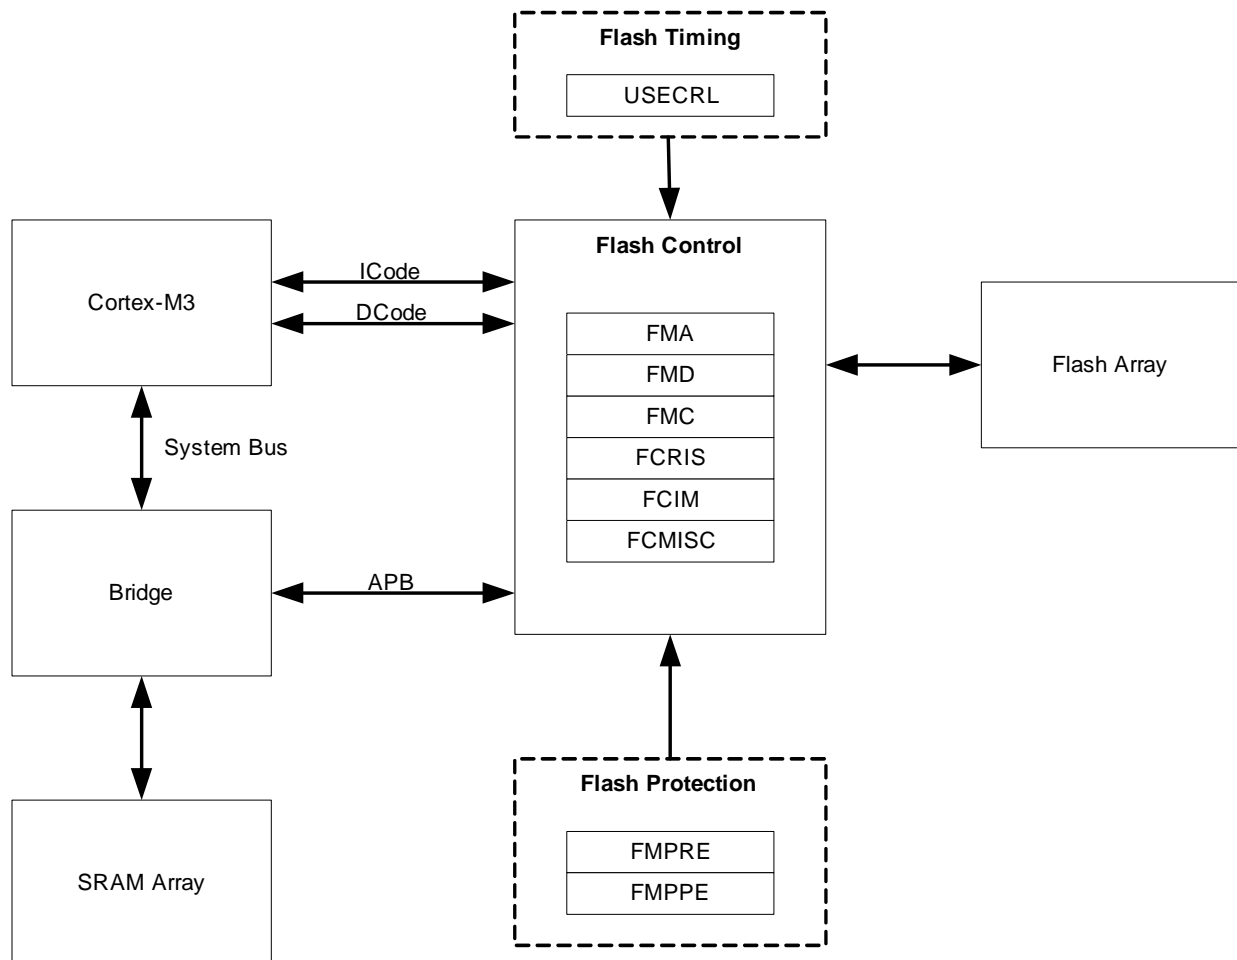 Flash Timing
USECRL
Cortex-M3
ICode
DCode
System Bus
Bridge
APB
SRAM Array
Flash Control
FMA
FMD
FMC
FCRIS
FCIM
FCMISC
Flash Array
Flash Protection
FMPRE
FMPPE